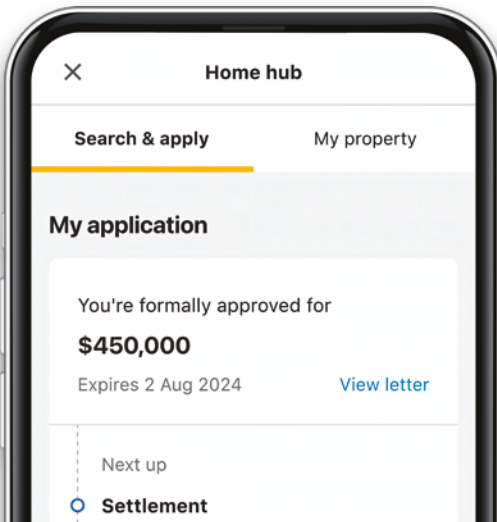 Home hub
Search & apply
My property
My application
You're formally approved for
$450,000
Expires 2 Aug 2024
View letter
Next up
Settlement